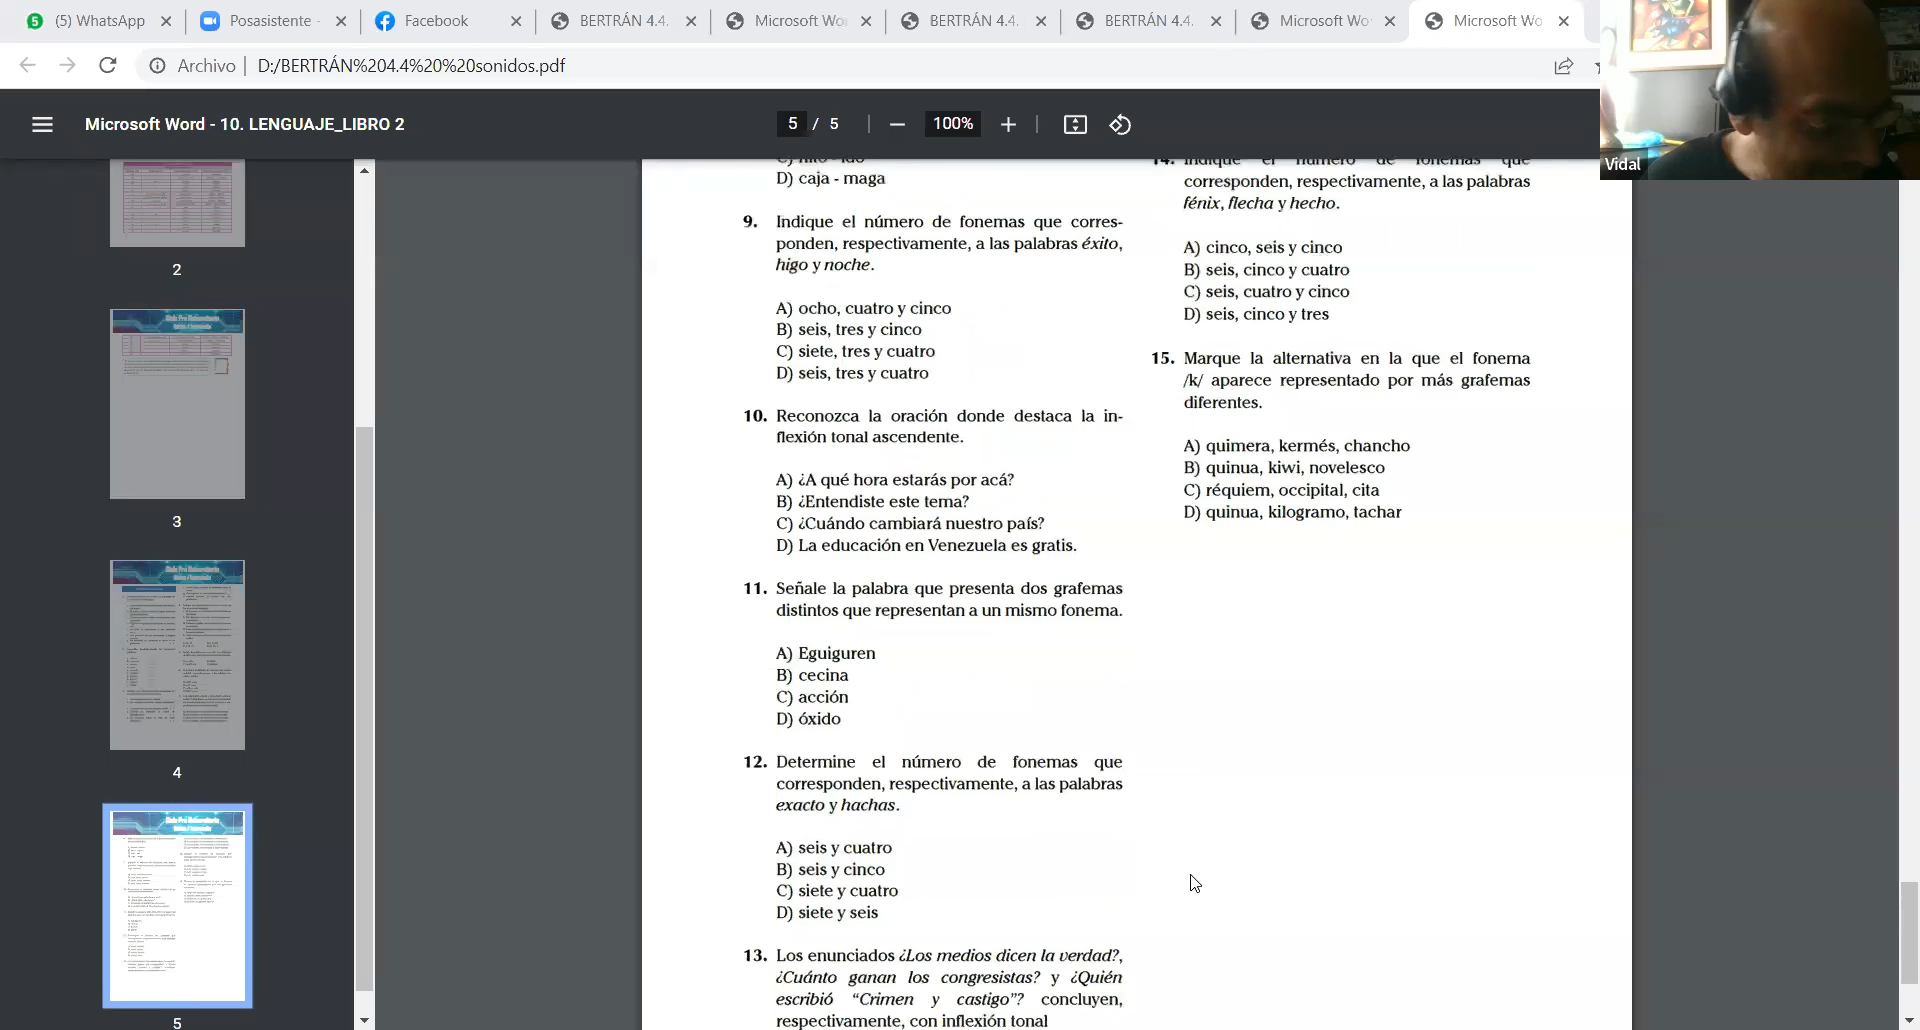 (5) WhatsApp
Posasistente -
Facebook
BERTRÁN 4.4.
Microsoft Wo
BERTRÁN 4.4.
BERTRÁN 4.4.
Microsoft Wo
Microsoft Wo
Archivo | D:/BERTRÁN%204.4%20%20sonidos.pdf
Microsoft Word - 10. LENGUAJE_LIBRO 2
5 / 5
100%
Vidal
2
3
4
5
D) caja - maga
9. Indique el número de fonemas que corres-
ponden, respectivamente, a las palabras éxito,
higo y noche.
A) ocho, cuatro y cinco
B) seis, tres y cinco
C) siete, tres y cuatro
D) seis, tres y cuatro
10. Reconozca la oración donde destaca la in-
flexión tonal ascendente.
A) ¿A qué hora estarás por acá?
B) ¿Entendiste este tema?
C) ¿Cuándo cambiará nuestro país?
D) La educación en Venezuela es gratis.
11. Señale la palabra que presenta dos grafemas
distintos que representan a un mismo fonema.
A) Eguiguren
B) cecina
C) acción
D) óxido
12. Determine el número de fonemas que
corresponden, respectivamente, a las palabras
exacto y hachas.
A) seis y cuatro
B) seis y cinco
C) siete y cuatro
D) siete y seis
13. Los enunciados ¿Los medios dicen la verdad?,
¿Cuánto ganan los congresistas? y ¿Quién
escribió “Crimen y castigo”? concluyen,
respectivamente, con inflexión tonal
14. Indique el número de fonemas que
corresponden, respectivamente, a las palabras
fénix, flecha y hecho.
A) cinco, seis y cinco
B) seis, cinco y cuatro
C) seis, cuatro y cinco
D) seis, cinco y tres
15. Marque la alternativa en la que el fonema
/k/ aparece representado por más grafemas
diferentes.
A) quimera, kermés, chancho
B) quinua, kiwi, novelesco
C) réquiem, occipital, cita
D) quinua, kilogramo, tachar